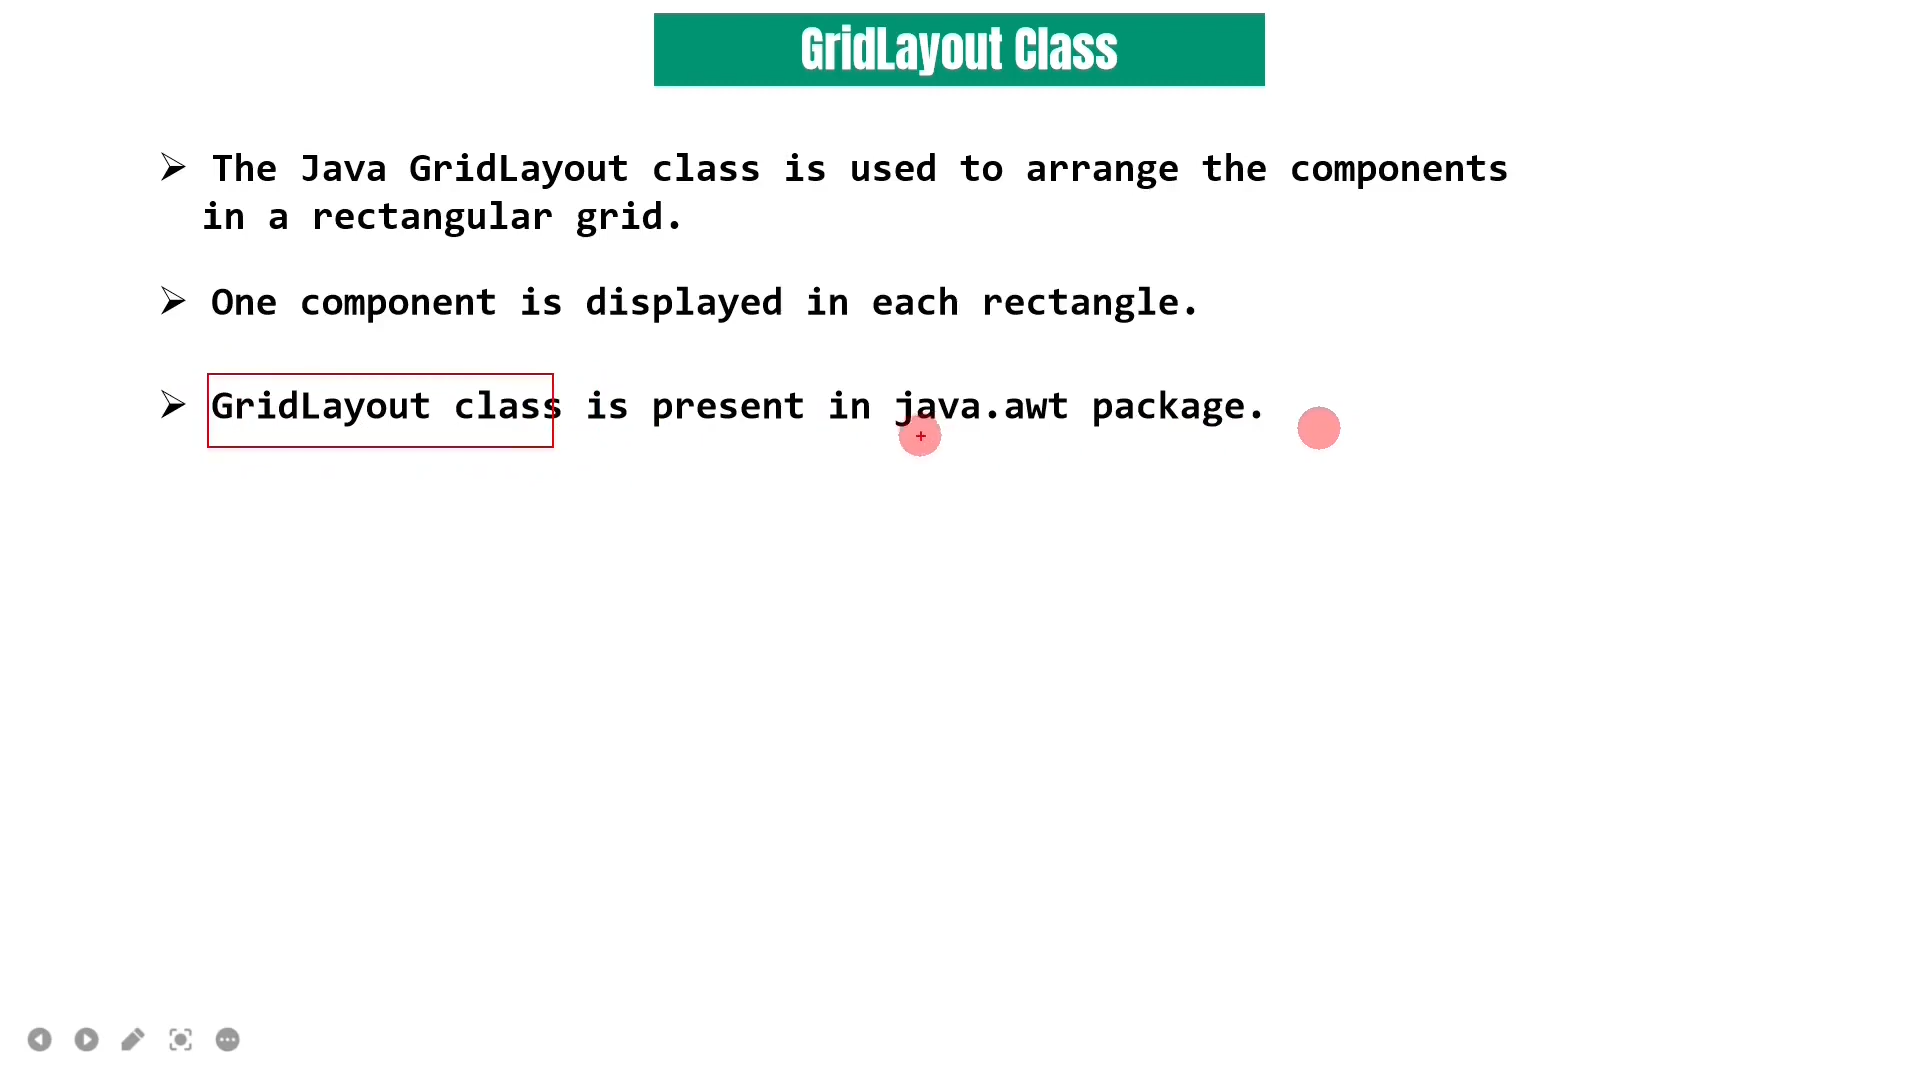 GridLayout Class
➢ The Java GridLayout class is used to arrange the components
in a rectangular grid.
➢ One component is displayed in each rectangle.
➢ GridLayout class is present in java.awt package.